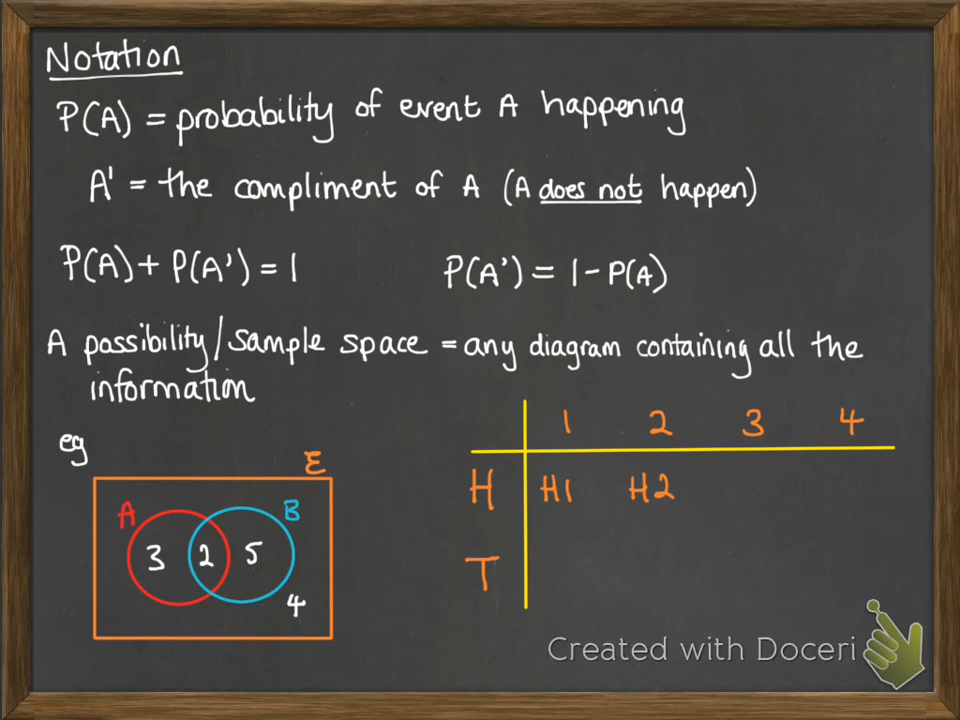 Notation
P(A) = probability of event A happening
A' = the compliment of A (A does not happen)
P(A) + P(A') = 1 P(A') = 1 - P(A)
A possibility/sample space = any diagram containing all the
information
eg
E
A B
3 2 5
4
1 2 3 4
H H1 H2
T
Created with Doceri